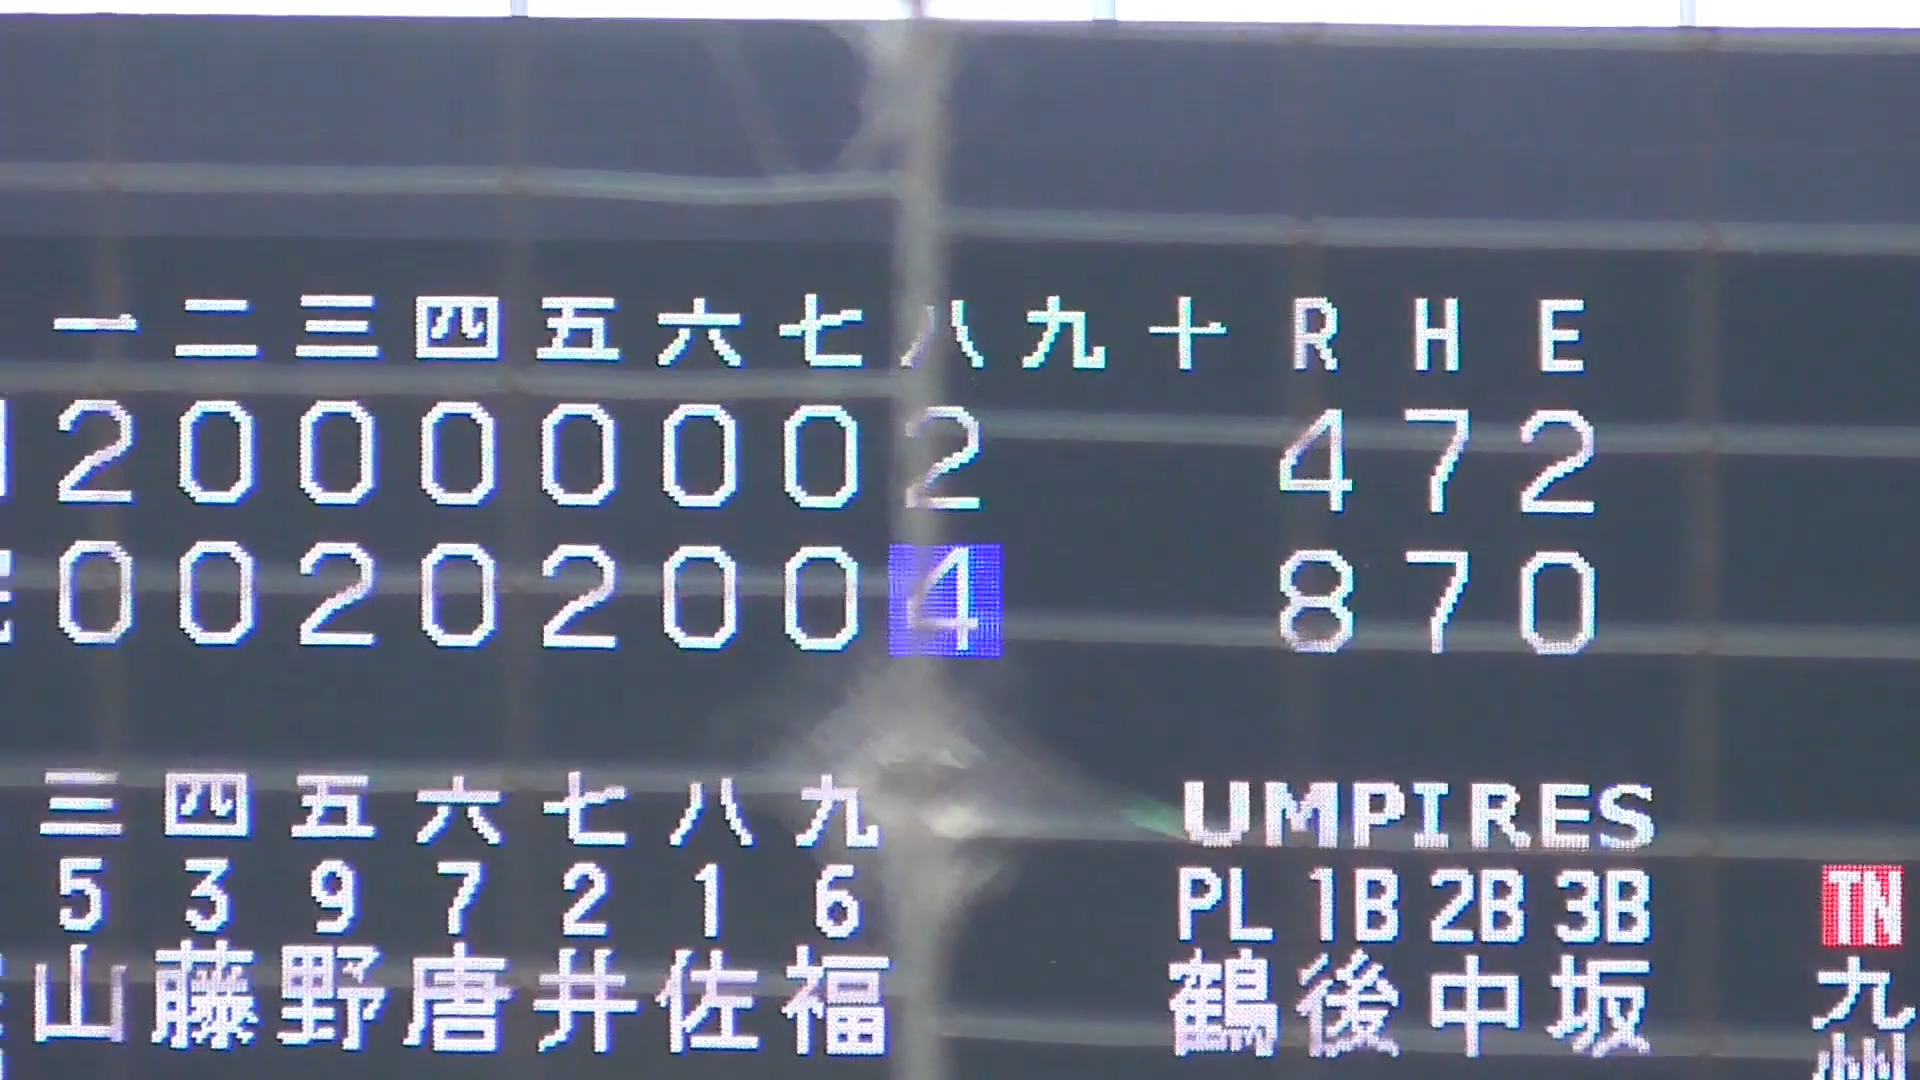 一 二 三 四 五 六 七 八 九 十 R H E
2 0 0 0 0 0 0 2 4 7 2
0 0 2 0 2 0 0 4 8 7 0
三 四 五 六 七 八 九
5 3 9 7 2 1 6
山 藤 野 唐 井 佐 福
UMPIRES
PL 1B 2B 3B
鶴 後 中 坂
TN
九
州